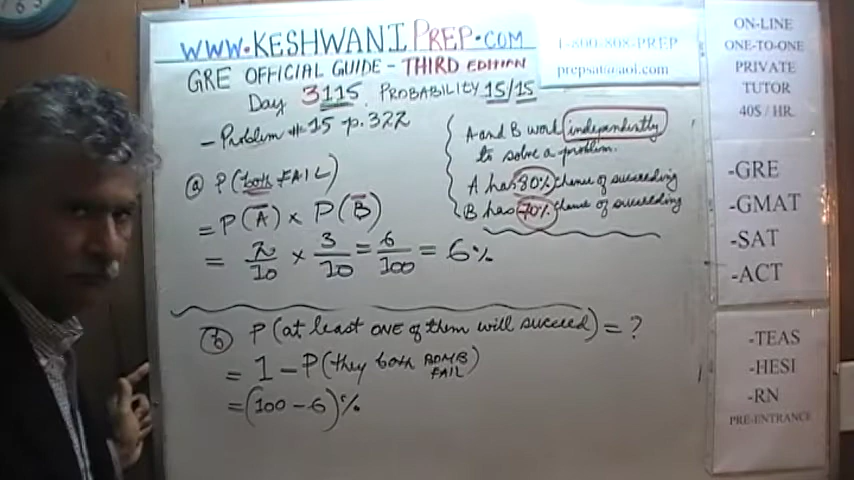 WWW.KESHWANIPREP.COM
1-800-808-PREP
prepsat@aol.com
GRE OFFICIAL GUIDE - THIRD EDITION
Day 3115 PROBABILITY 15/15
- Problem #15 p.322
A and B work independently
to solve a problem.
A has 80% chance of succeeding
B has 70% chance of succeeding
(a) P(both FAIL)
= P(A̅) × P(B̅)
= 2/10 × 3/10 = 6/100 = 6%
(b) P(at least ONE of them will succeed) = ?
= 1 - P(they both BOMB
FAIL)
= (100 - 6)%
ON-LINE
ONE-TO-ONE
PRIVATE
TUTOR
40$ / HR.
-GRE
-GMAT
-SAT
-ACT
-TEAS
-HESI
-RN
PRE-ENTRANCE